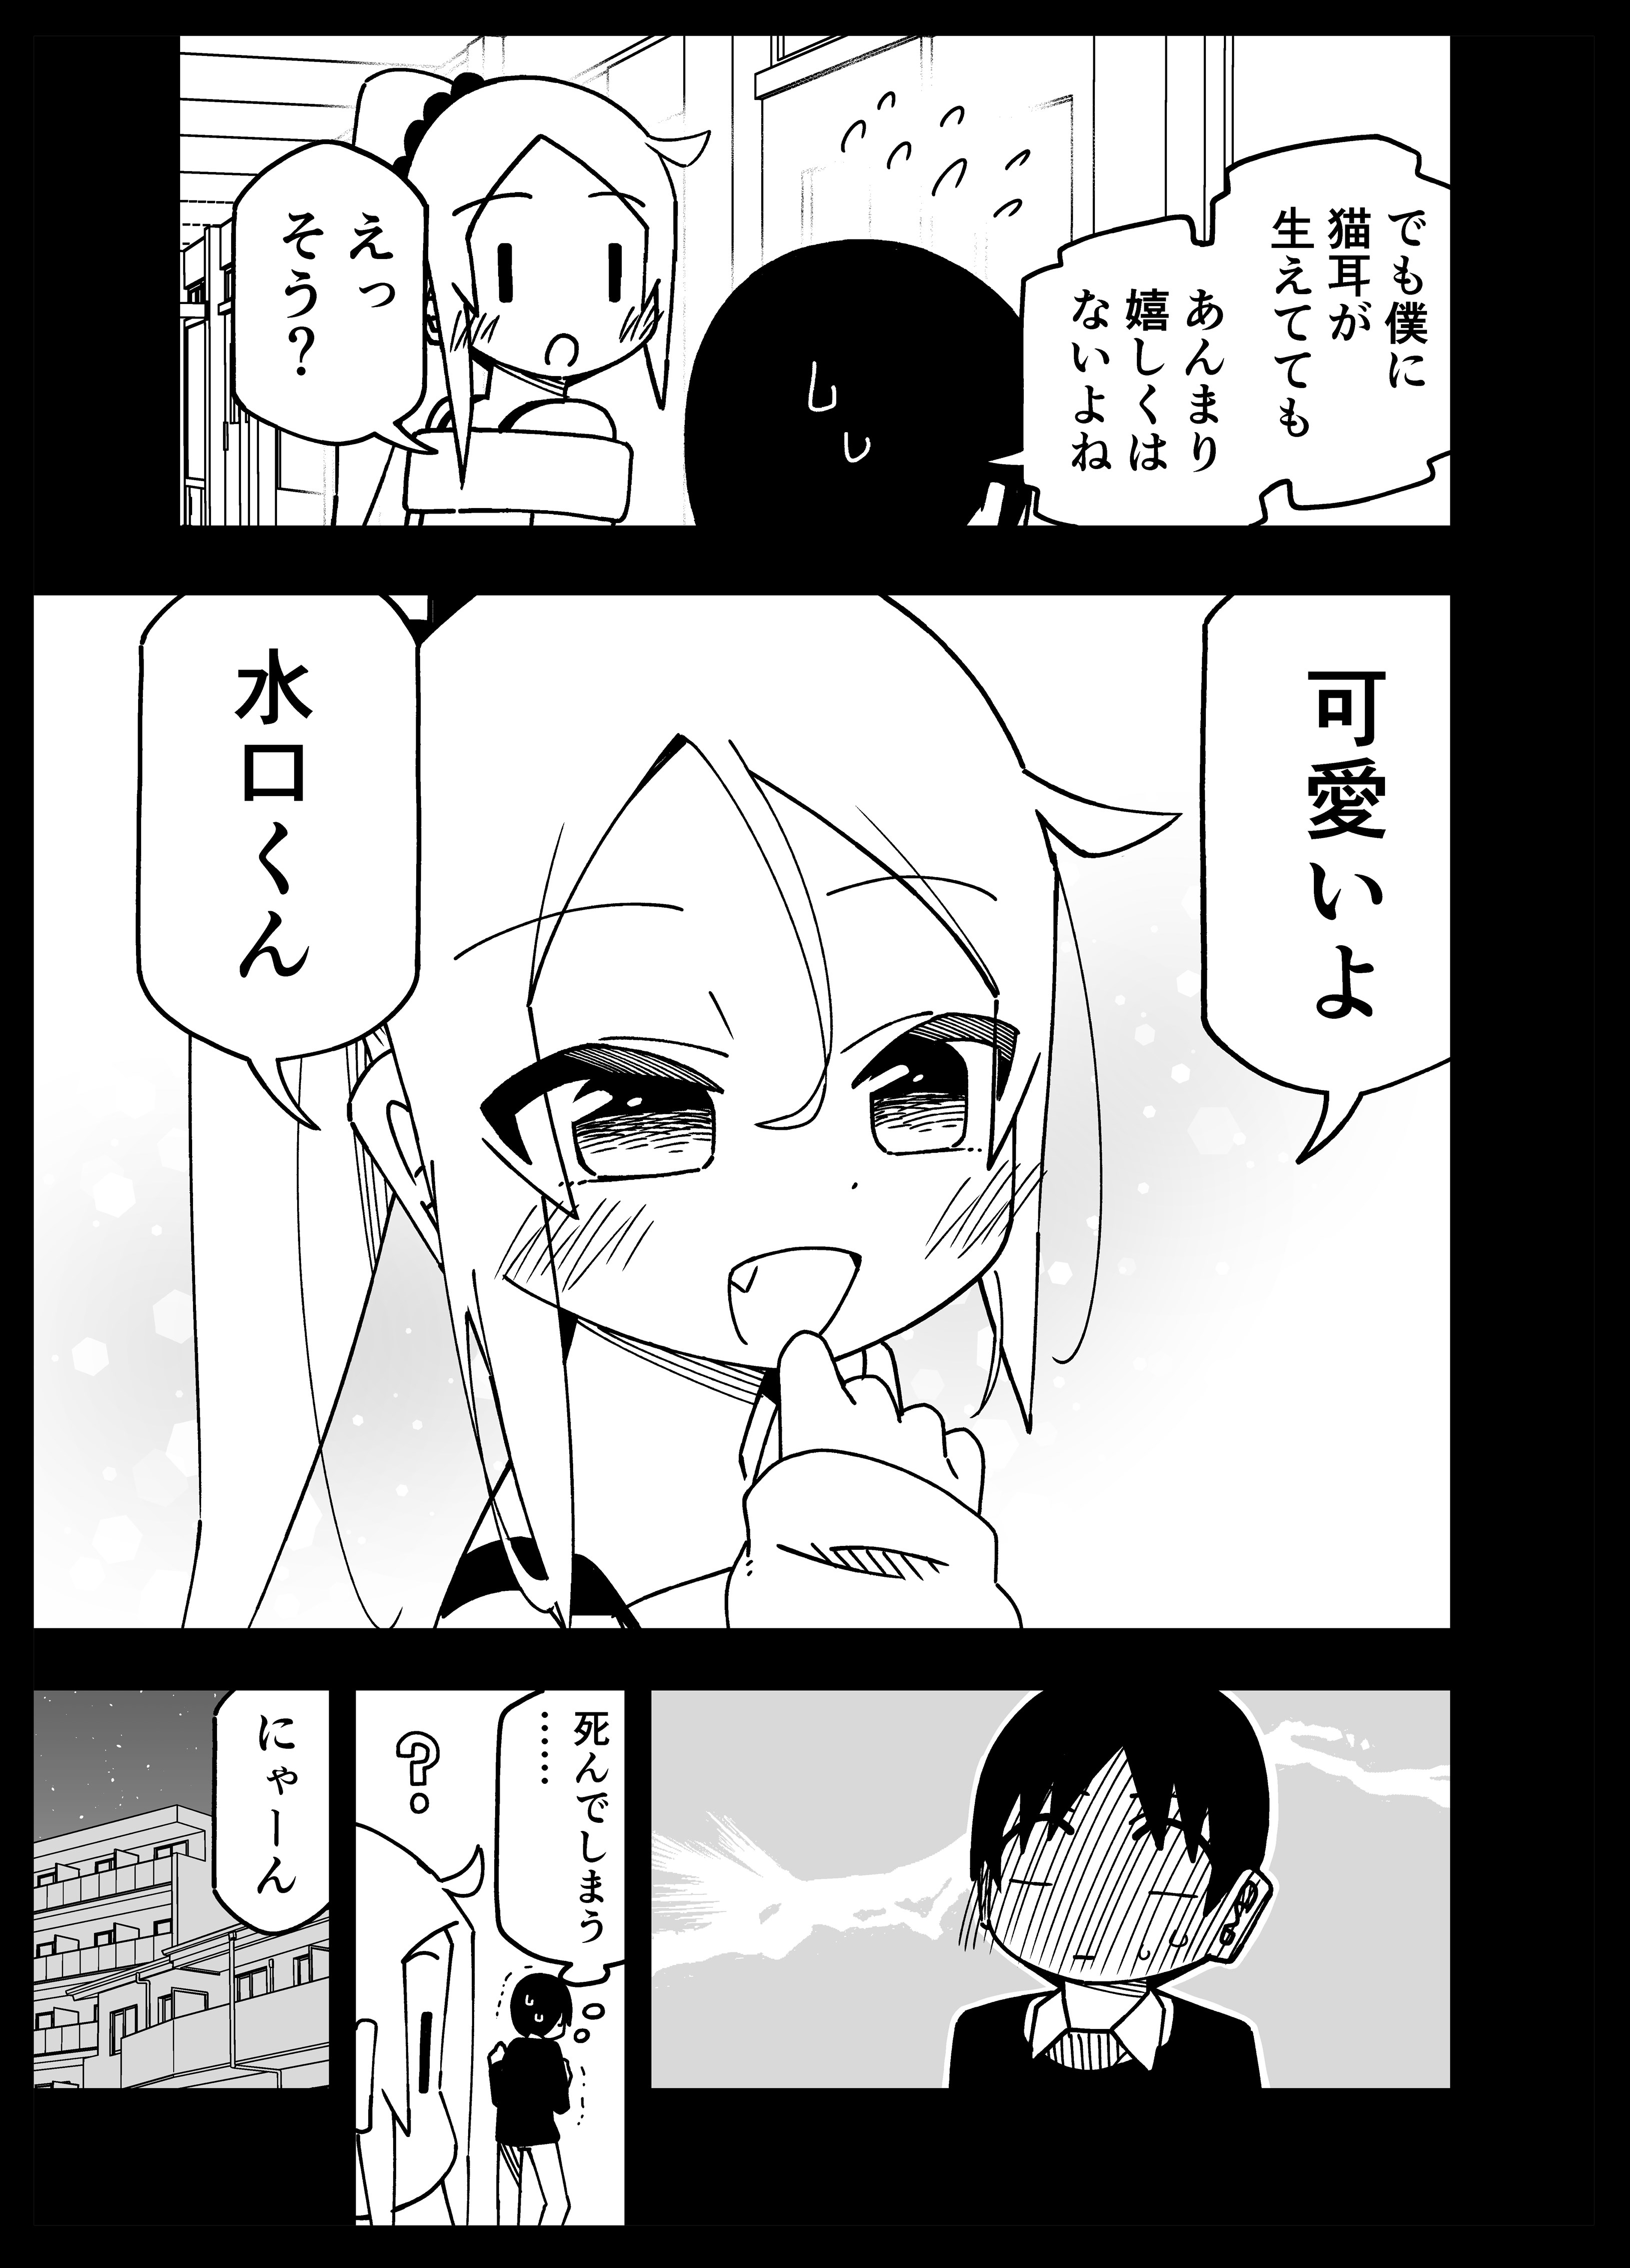 でも僕に
猫耳が
生えてても
あんまり
嬉しくは
ないよね
えっ
そう？
可愛いよ
水口くん
死んでしまう
……
？
にゃーん